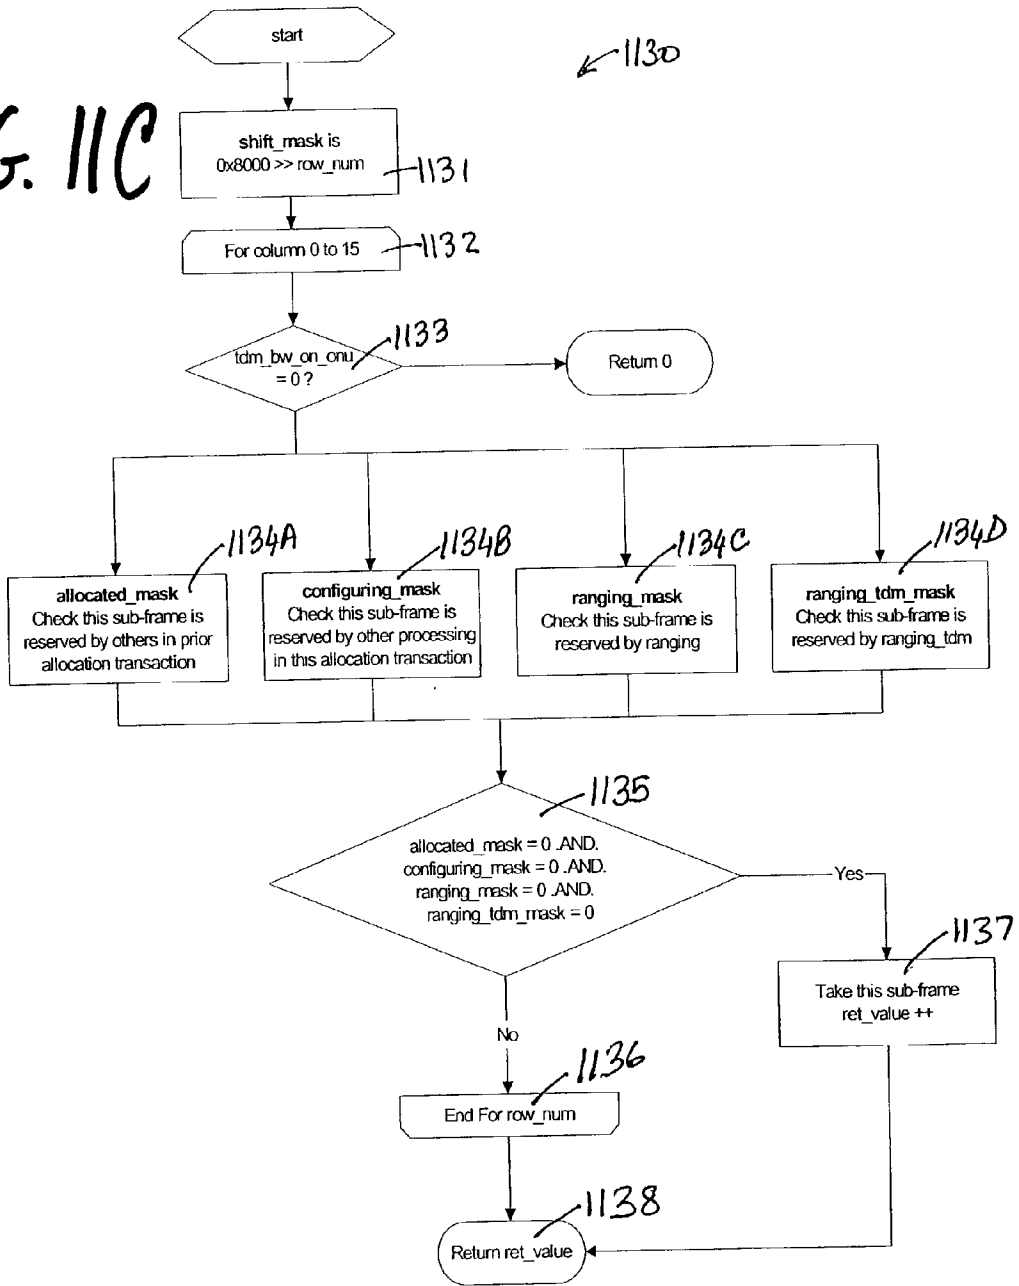 start
1130
G. 11C
shift_mask is
0x8000 >> row_num
1131
For column 0 to 15
1132
1133
tdm_bw_on_onu
= 0 ?
Return 0
1134A
1134B
1134C
1134D
allocated_mask
Check this sub-frame is
reserved by others in prior
allocation transaction
configuring_mask
Check this sub-frame is
reserved by other processing
in this allocation transaction
ranging_mask
Check this sub-frame is
reserved by ranging
ranging_tdm_mask
Check this sub-frame is
reserved by ranging_tdm
1135
allocated_mask = 0 .AND.
configuring_mask = 0 .AND.
ranging_mask = 0 .AND.
ranging_tdm_mask = 0
Yes
1137
Take this sub-frame
ret_value ++
No
1136
End For row_num
1138
Return ret_value